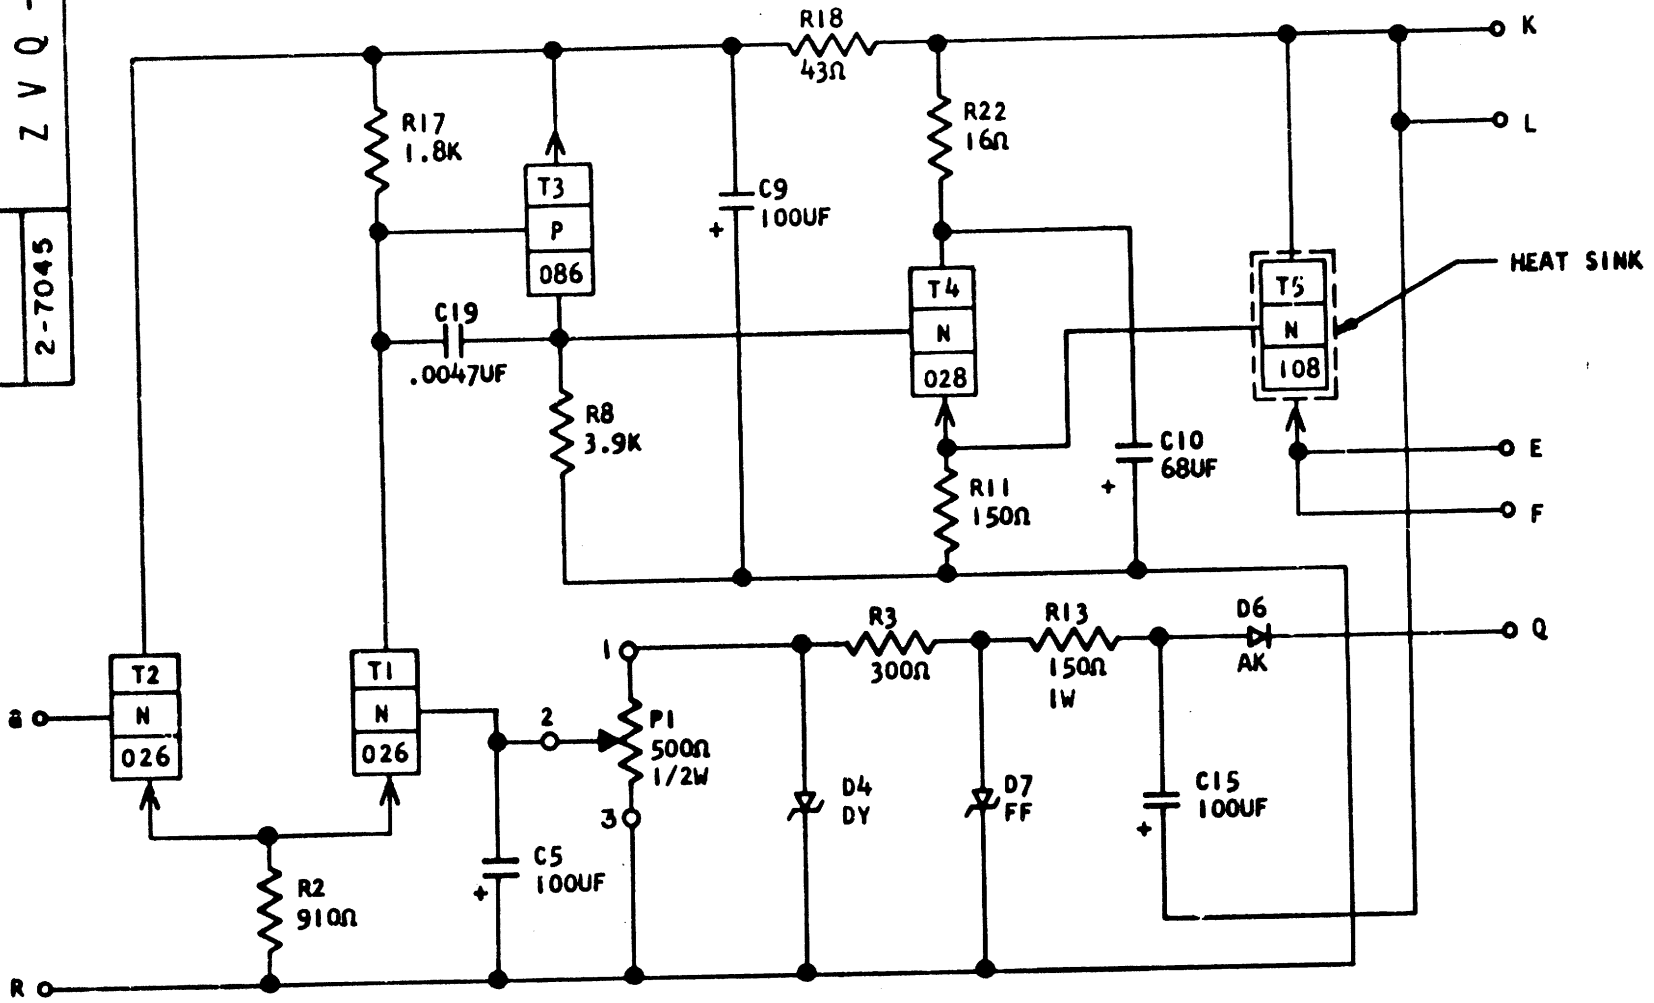 ZVQ-
2-7045
R18
43Ω
K
L
R17
1.8K
T3
P
086
C9
+ 100UF
R22
16Ω
T4
N
028
T5
N
108
HEAT SINK
C19
.0047UF
R8
3.9K
C10
68UF
+
R11
150Ω
E
F
Q
T2
N
026
a
T1
N
026
1
2
3
P1
500Ω
1/2W
R3
300Ω
R13
150Ω
1W
D6
AK
D4
DY
D7
FF
C15
100UF
+
C5
100UF
+
R2
910Ω
R